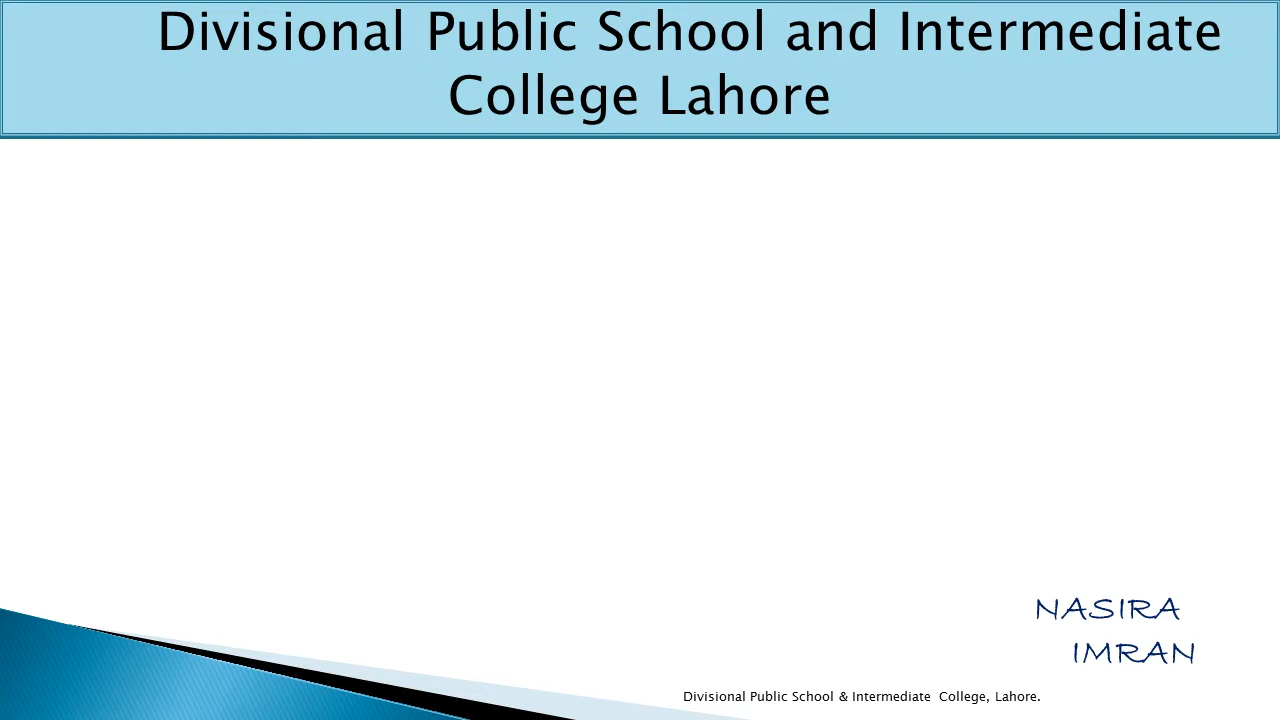 Divisional Public School and Intermediate
College Lahore
NASIRA
IMRAN
Divisional Public School & Intermediate College, Lahore.